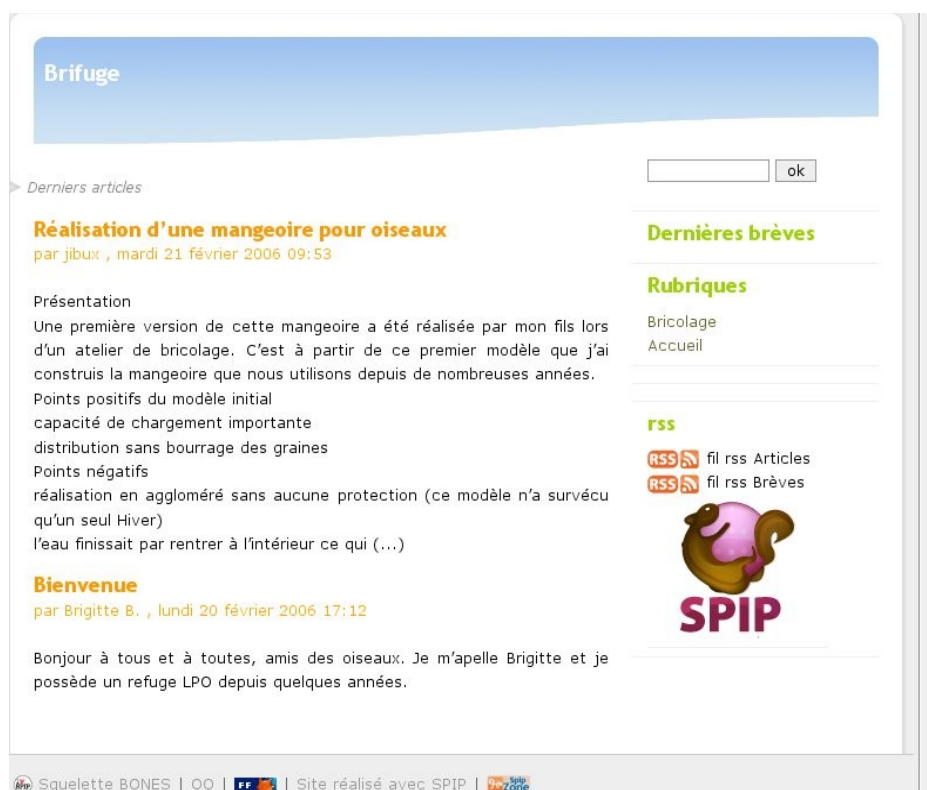 Brifuge
ok
Derniers articles
Réalisation d'une mangeoire pour oiseaux
par jibux , mardi 21 février 2006 09:53
Présentation
Une première version de cette mangeoire a été réalisée par mon fils lors
d'un atelier de bricolage. C'est à partir de ce premier modèle que j'ai
construis la mangeoire que nous utilisons depuis de nombreuses années.
Points positifs du modèle initial
capacité de chargement importante
distribution sans bourrage des graines
Points négatifs
réalisation en aggloméré sans aucune protection (ce modèle n'a survécu
qu'un seul Hiver)
l'eau finissait par rentrer à l'intérieur ce qui (...)
Bienvenue
par Brigitte B. , lundi 20 février 2006 17:12
Bonjour à tous et à toutes, amis des oiseaux. Je m'apelle Brigitte et je
possède un refuge LPO depuis quelques années.
Dernières brèves
Rubriques
Bricolage
Accueil
rss
RSS fil rss Articles
RSS fil rss Brèves
SPIP
Squelette BONES | OO | FF | Site réalisé avec SPIP | Spip Zone